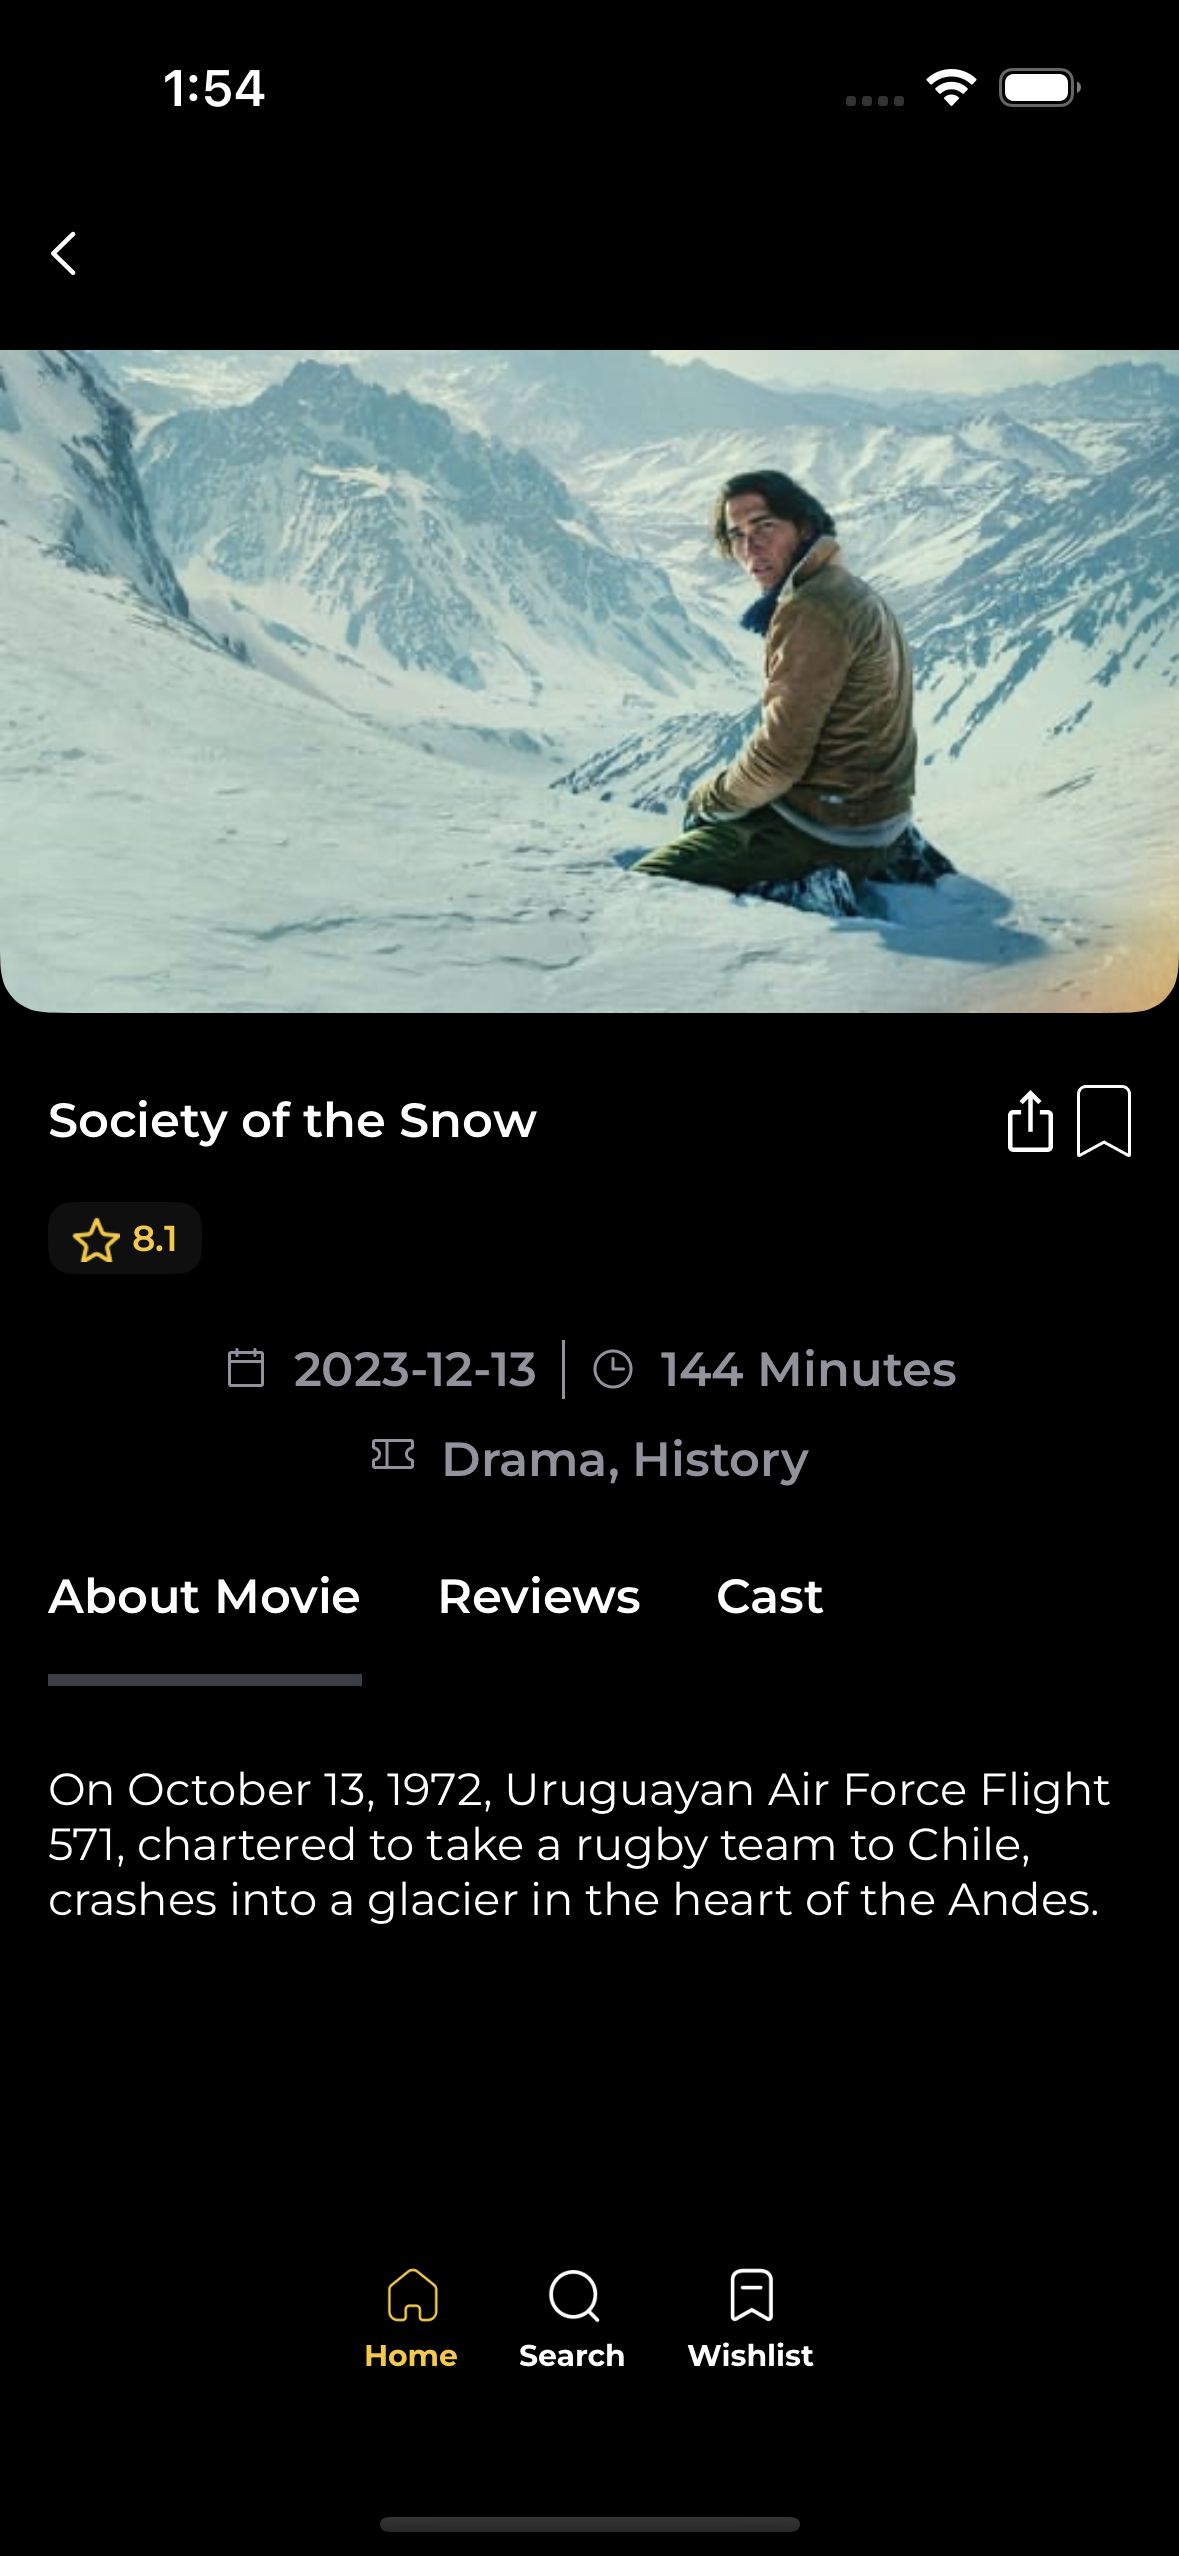 1:54
Society of the Snow
8.1
2023-12-13
144 Minutes
Drama, History
About Movie Reviews Cast
On October 13, 1972, Uruguayan Air Force Flight
571, chartered to take a rugby team to Chile,
crashes into a glacier in the heart of the Andes.
Home Search Wishlist